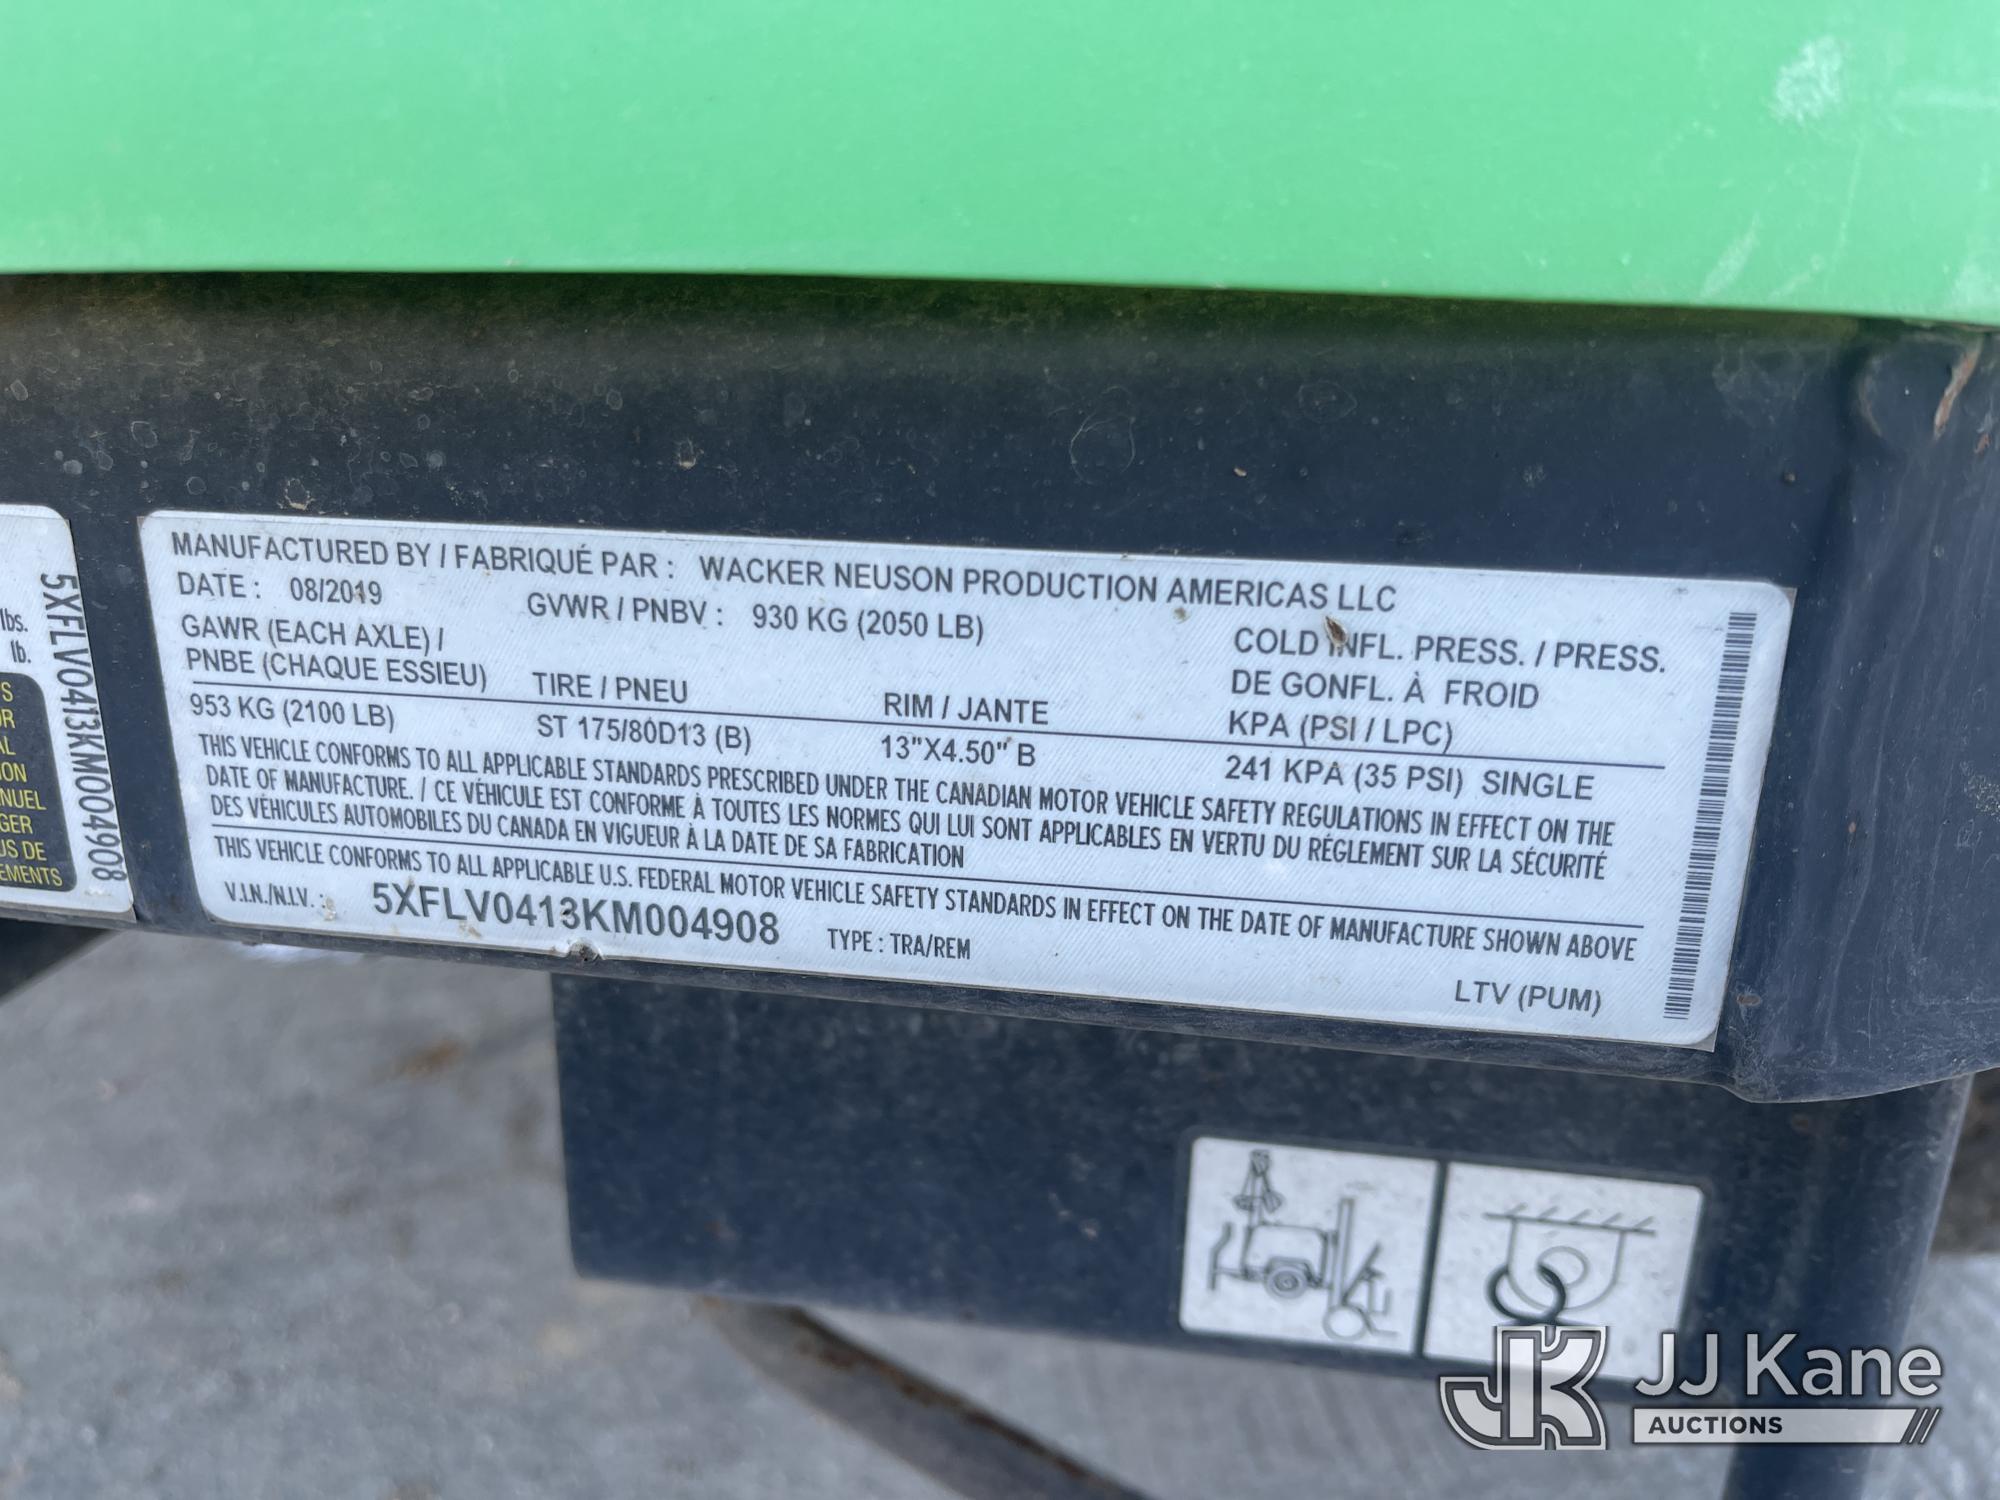 MANUFACTURED BY / FABRIQUÉ PAR : WACKER NEUSON PRODUCTION AMERICAS LLC
DATE : 08/2019 GVWR / PNBV : 930 KG (2050 LB)
GAWR (EACH AXLE) /
PNBE (CHAQUE ESSIEU)
TIRE / PNEU
RIM / JANTE
COLD INFL. PRESS. / PRESS.
DE GONFL. À FROID
KPA (PSI / LPC)
953 KG (2100 LB) ST 175/80D13 (B) 13"X4.50" B 241 KPA (35 PSI) SINGLE
THIS VEHICLE CONFORMS TO ALL APPLICABLE STANDARDS PRESCRIBED UNDER THE CANADIAN MOTOR VEHICLE SAFETY REGULATIONS IN EFFECT ON THE
DATE OF MANUFACTURE. / CE VÉHICULE EST CONFORME À TOUTES LES NORMES QUI LUI SONT APPLICABLES EN VERTU DU RÉGLEMENT SUR LA SÉCURITÉ
DES VÉHICULES AUTOMOBILES DU CANADA EN VIGUEUR À LA DATE DE SA FABRICATION
THIS VEHICLE CONFORMS TO ALL APPLICABLE U.S. FEDERAL MOTOR VEHICLE SAFETY STANDARDS IN EFFECT ON THE DATE OF MANUFACTURE SHOWN ABOVE
V.I.N./N.I.V. : 5XFLV0413KM004908 TYPE : TRA/REM
LTV (PUM)
5XFLV0413KM004908
lbs.
lb.
JJ Kane
AUCTIONS